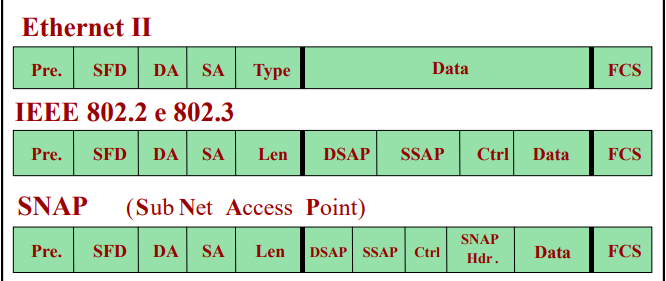 Ethernet II
Pre. SFD DA SA Type Data FCS
IEEE 802.2 e 802.3
Pre. SFD DA SA Len DSAP SSAP Ctrl Data FCS
SNAP (Sub Net Access Point)
Pre. SFD DA SA Len DSAP SSAP Ctrl SNAP Hdr. Data FCS